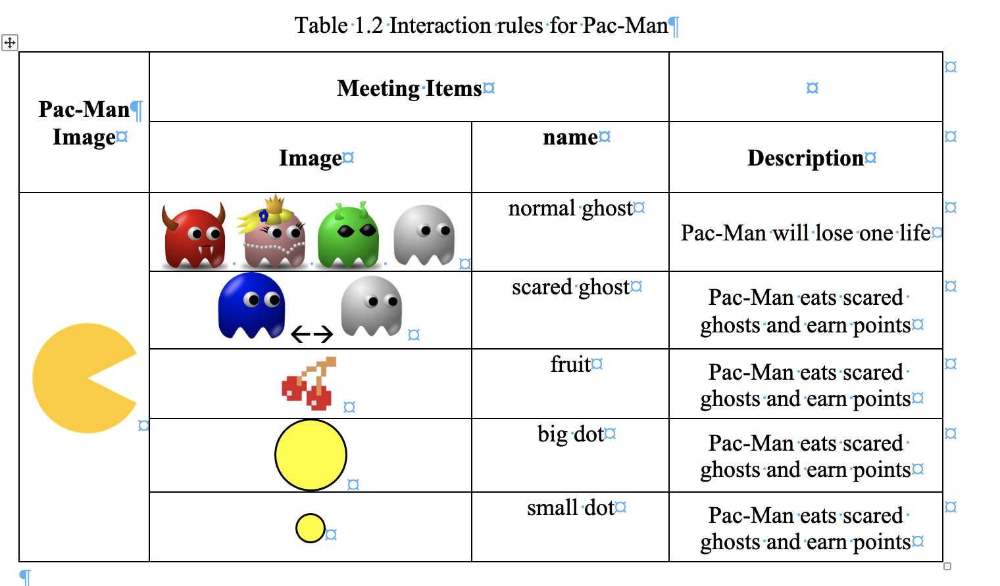 Table 1.2 Interaction rules for Pac-Man
Pac-Man
Image
Meeting Items
Image
name
Description
normal ghost
Pac-Man will lose one life
scared ghost
Pac-Man eats scared
ghosts and earn points
fruit
Pac-Man eats scared
ghosts and earn points
big dot
Pac-Man eats scared
ghosts and earn points
small dot
Pac-Man eats scared
ghosts and earn points